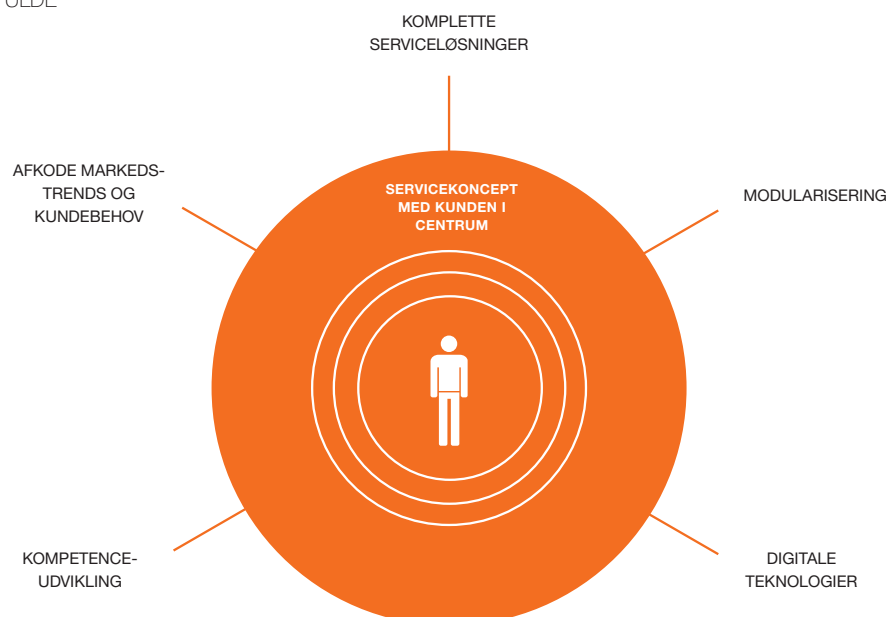 KOMPLETTE
SERVICELØSNINGER
AFKODE MARKEDS-
TRENDS OG
KUNDEBEHOV
SERVICEKONCEPT
MED KUNDEN I
CENTRUM
MODULARISERING
KOMPETENCE-
UDVIKLING
DIGITALE
TEKNOLOGIER